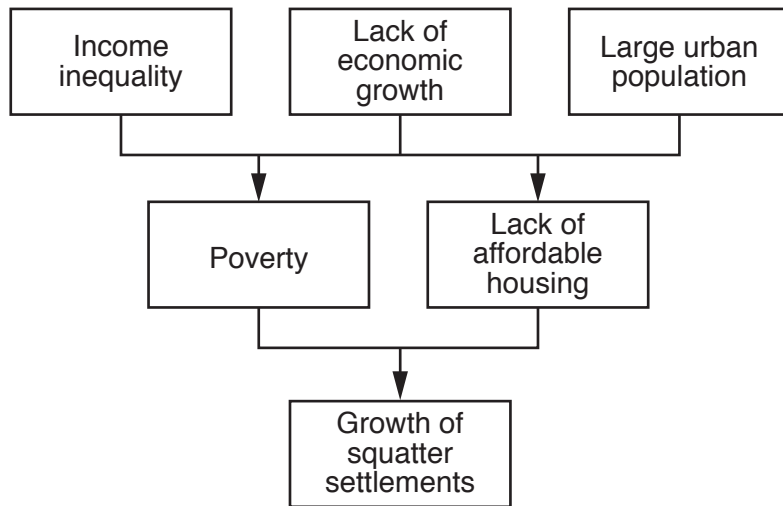 Income
inequality
Lack of
economic
growth
Large urban
population
Poverty
Lack of
affordable
housing
Growth of
squatter
settlements